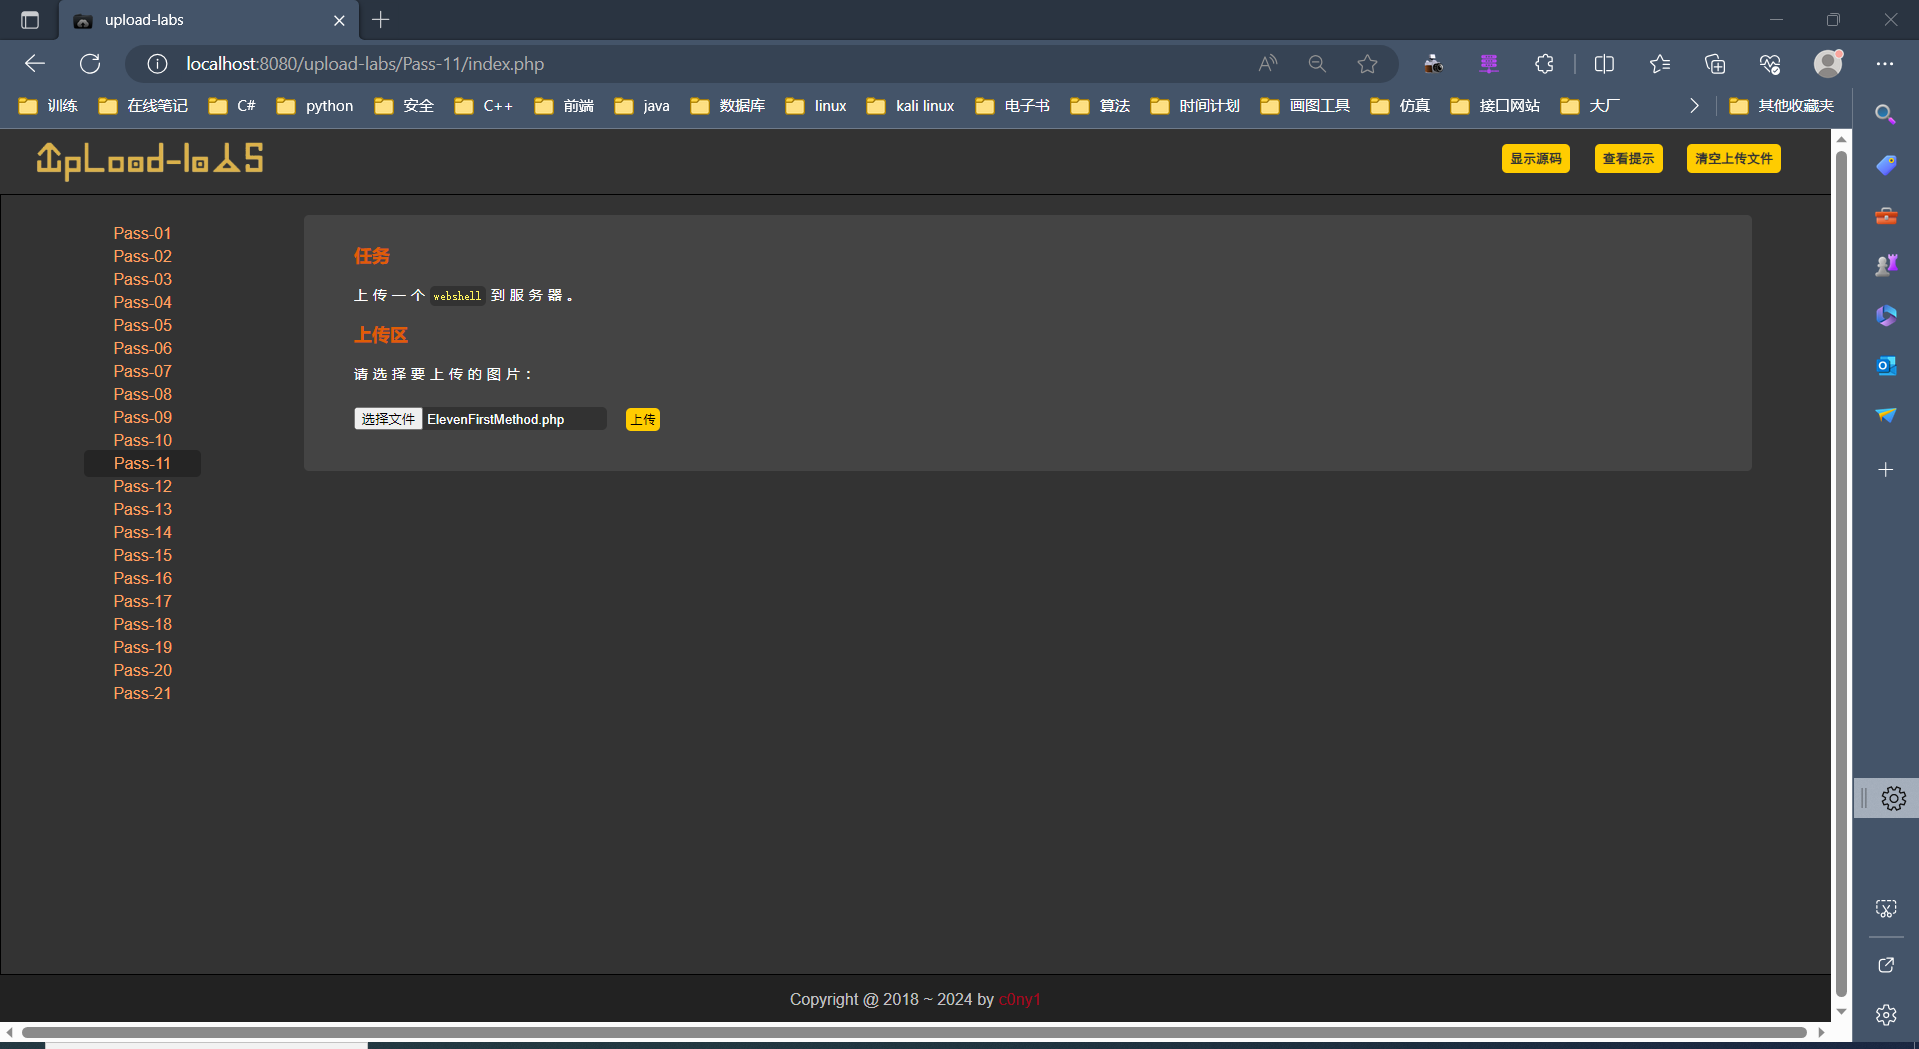 upload-labs
localhost:8080/upload-labs/Pass-11/index.php
训练 在线笔记 C# python 安全 C++ 前端 java 数据库 linux kali linux 电子书 算法 时间计划 画图工具 仿真 接口网站 大厂 其他收藏夹
UpLoad-labs 显示源码 查看提示 清空上传文件
Pass-01
Pass-02
Pass-03
Pass-04
Pass-05
Pass-06
Pass-07
Pass-08
Pass-09
Pass-10
Pass-11
Pass-12
Pass-13
Pass-14
Pass-15
Pass-16
Pass-17
Pass-18
Pass-19
Pass-20
Pass-21
任务
上传一个 webshell 到服务器。
上传区
请选择要上传的图片：
选择文件 ElevenFirstMethod.php 上传
Copyright @ 2018 ~ 2024 by c0ny1